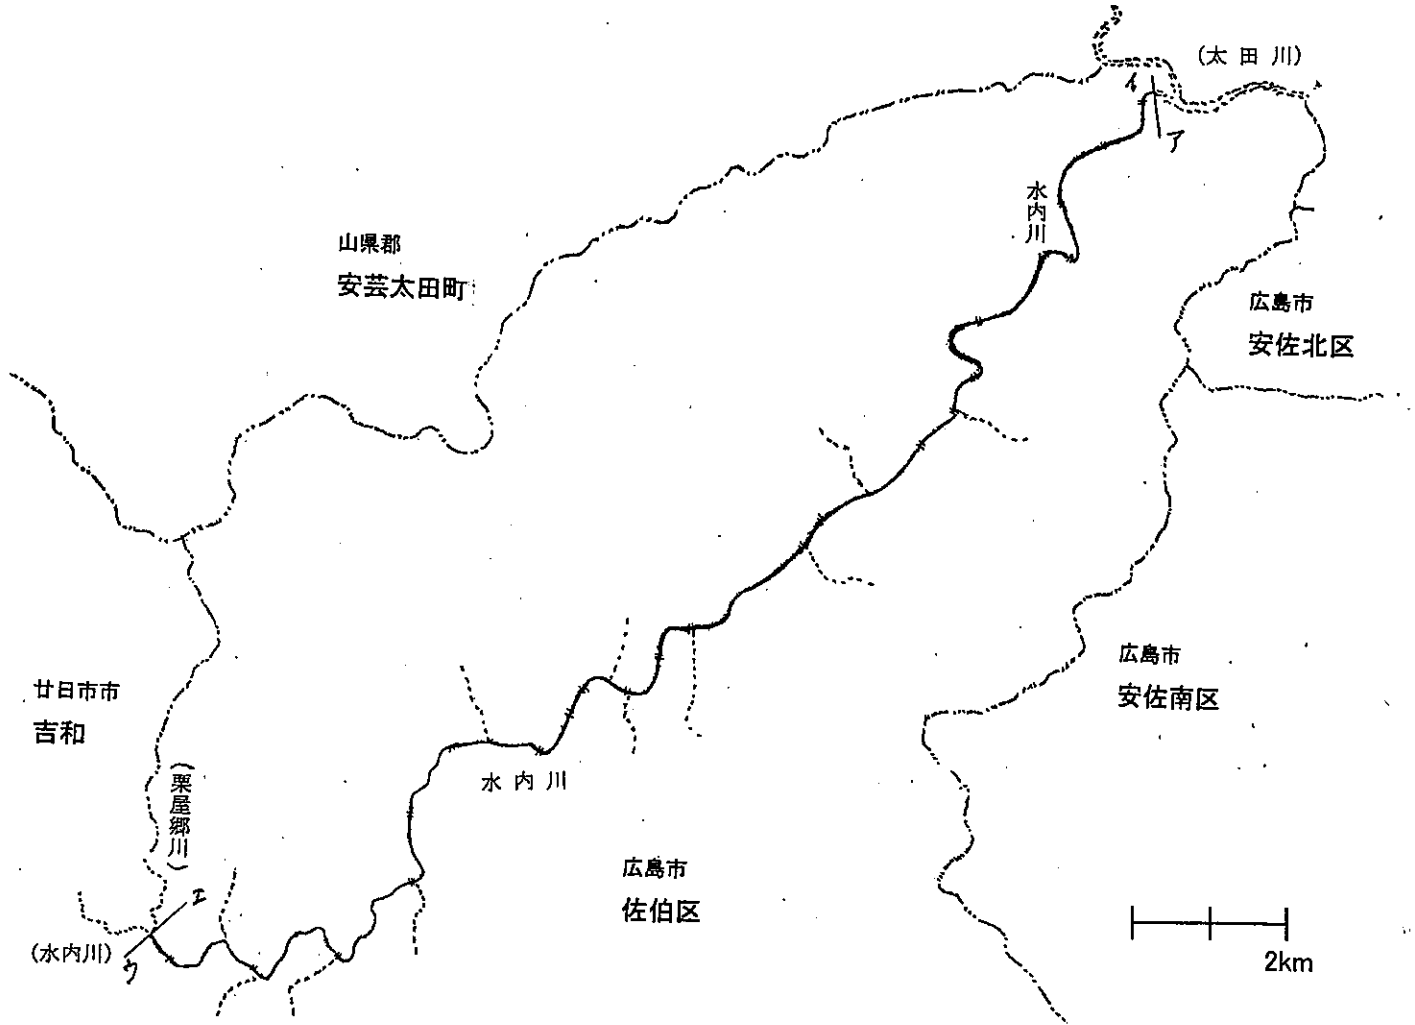 (太田川)
イ
ア
水内川
山県郡
安芸太田町
広島市
安佐北区
広島市
安佐南区
廿日市市
吉和
(栗屋郷川)
水内川
広島市
佐伯区
エ
(水内川)
ウ
2km